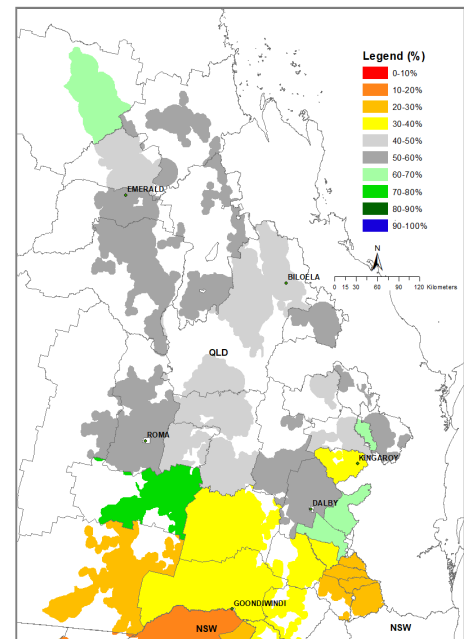 Legend (%)
0-10%
10-20%
20-30%
30-40%
40-50%
50-60%
60-70%
70-80%
80-90%
90-100%
EMERALD
N
BILOELA
0 15 30 60 90 120 Kilometers
QLD
ROMA
KINGAROY
DALBY
GOONDIWINDI
NSW
NSW